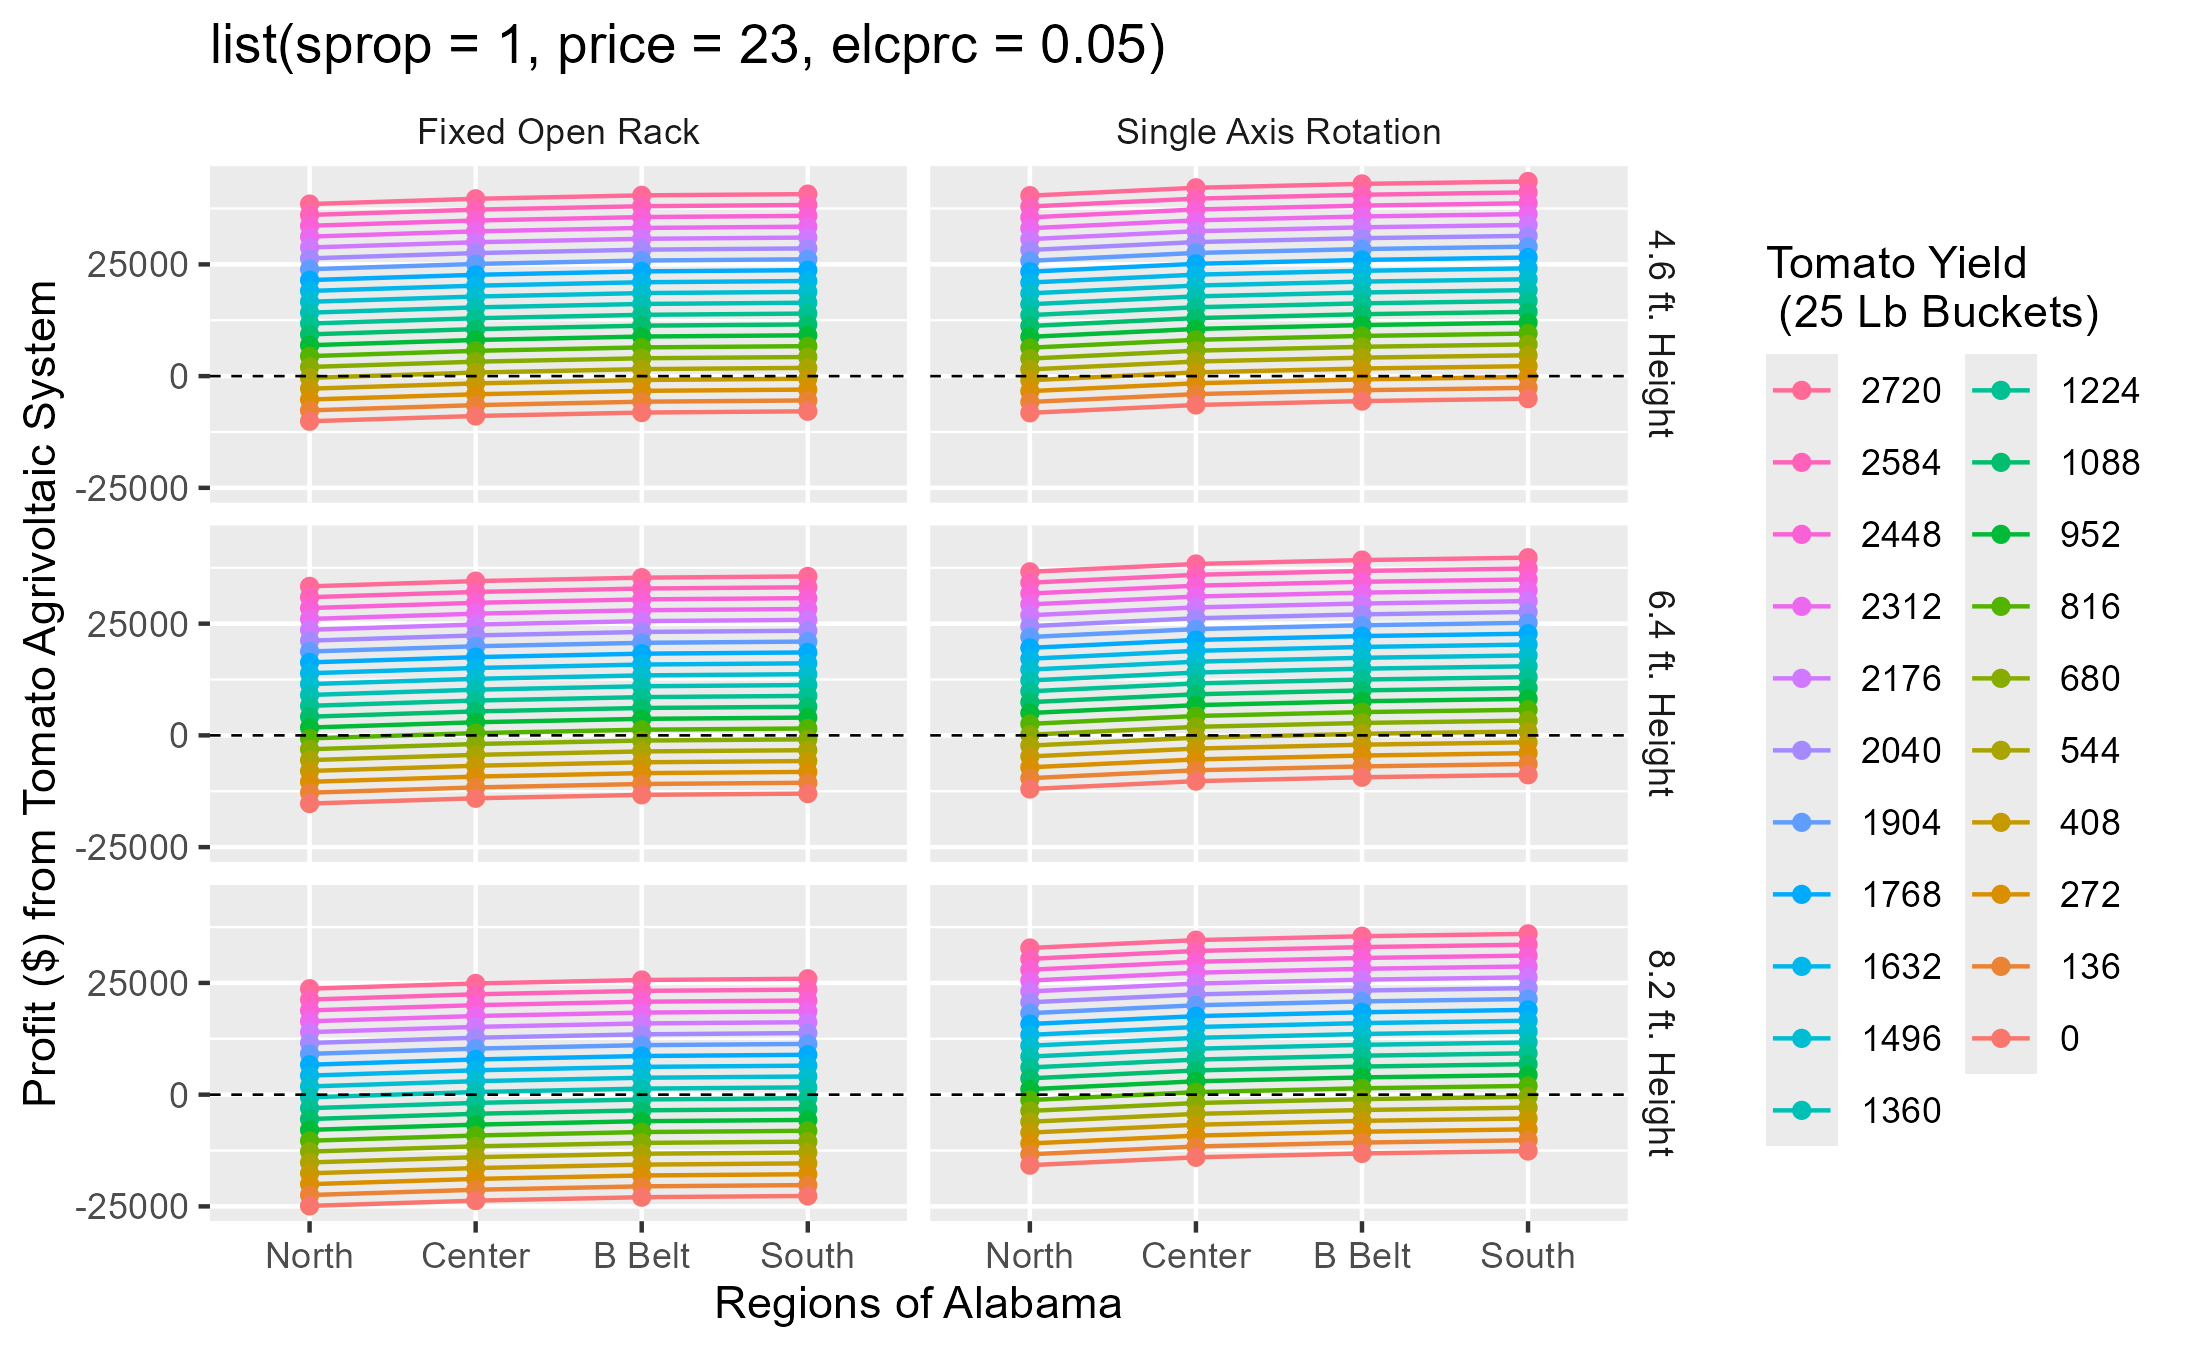 list(sprop = 1, price = 23, elcprc = 0.05)
Fixed Open Rack
Single Axis Rotation
Profit ($) from Tomato Agrivoltaic System
25000
0
-25000
4.6 ft. Height
25000
0
-25000
6.4 ft. Height
25000
0
-25000
8.2 ft. Height
North Center B Belt South
North Center B Belt South
Regions of Alabama
Tomato Yield
(25 Lb Buckets)
2720
2584
2448
2312
2176
2040
1904
1768
1632
1496
1360
1224
1088
952
816
680
544
408
272
136
0